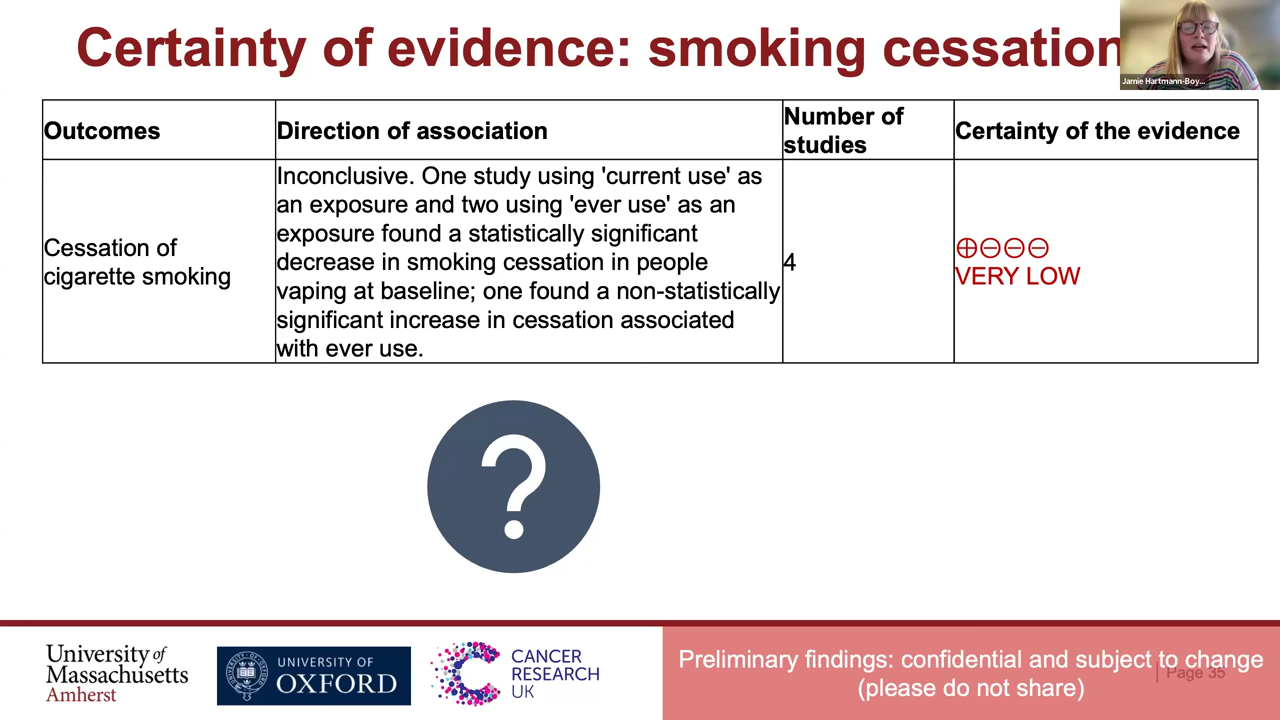 Certainty of evidence: smoking cessation
Jamie Hartmann-Boy...
Outcomes
Direction of association
Number of
studies
Certainty of the evidence
Cessation of
cigarette smoking
Inconclusive. One study using 'current use' as
an exposure and two using 'ever use' as an
exposure found a statistically significant
decrease in smoking cessation in people
vaping at baseline; one found a non-statistically
significant increase in cessation associated
with ever use.
4
⊕⊖⊖⊖
VERY LOW
?
University of
Massachusetts
Amherst
UNIVERSITY OF
OXFORD
CANCER
RESEARCH
UK
Preliminary findings: confidential and subject to change
(please do not share)
| Page 35